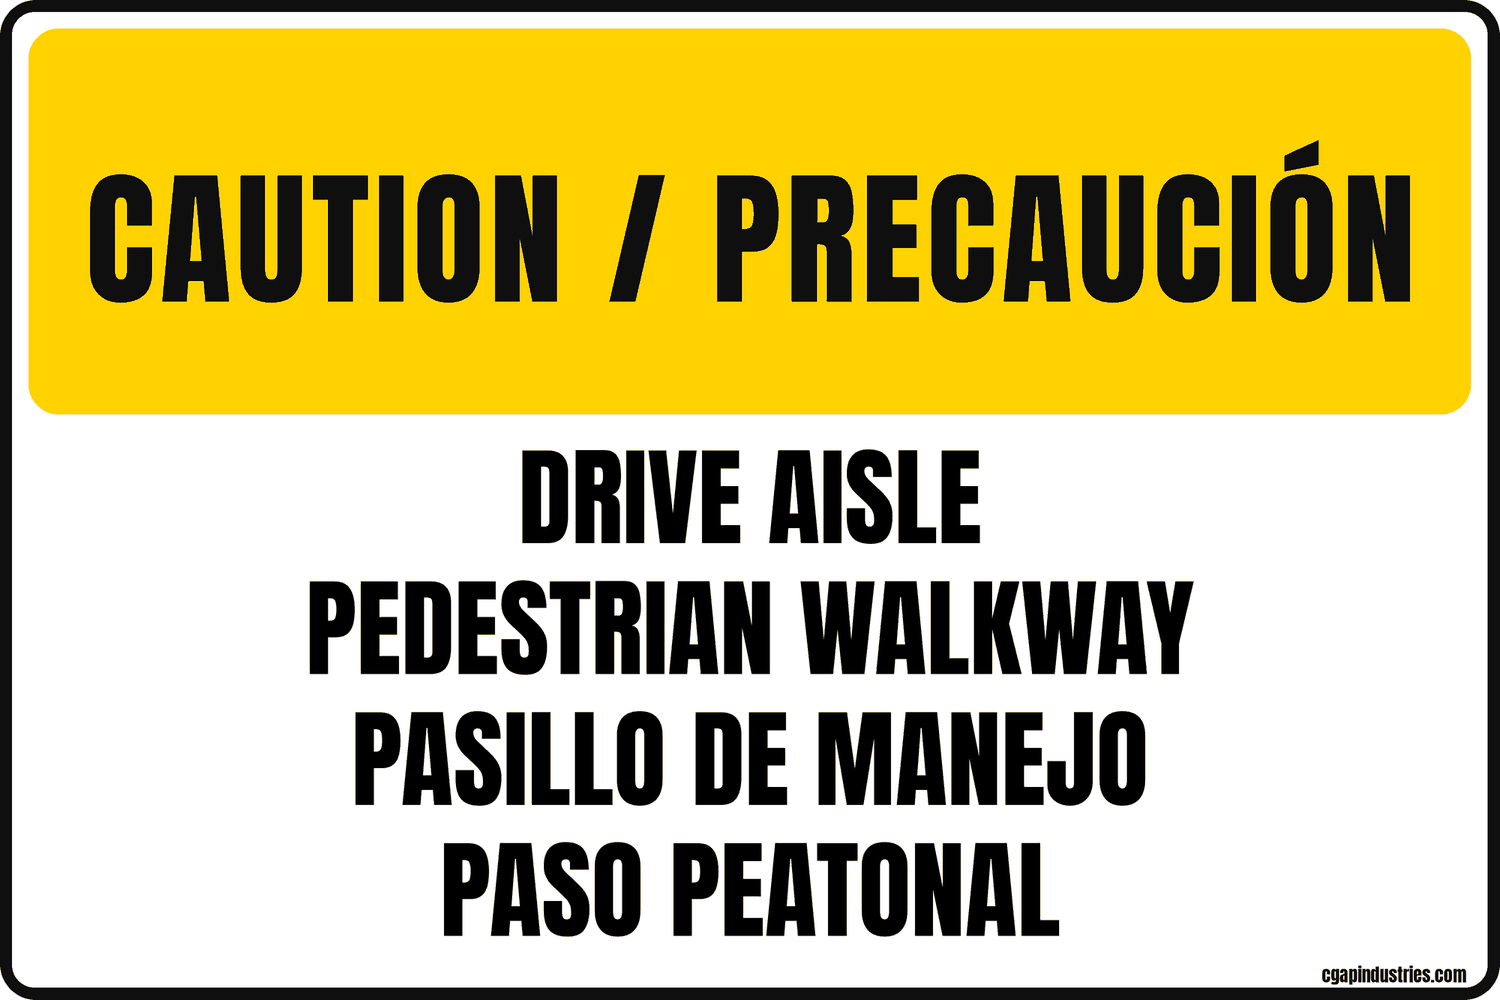 CAUTION / PRECAUCIÓN
DRIVE AISLE
PEDESTRIAN WALKWAY
PASILLO DE MANEJO
PASO PEATONAL
cgapindustries.com